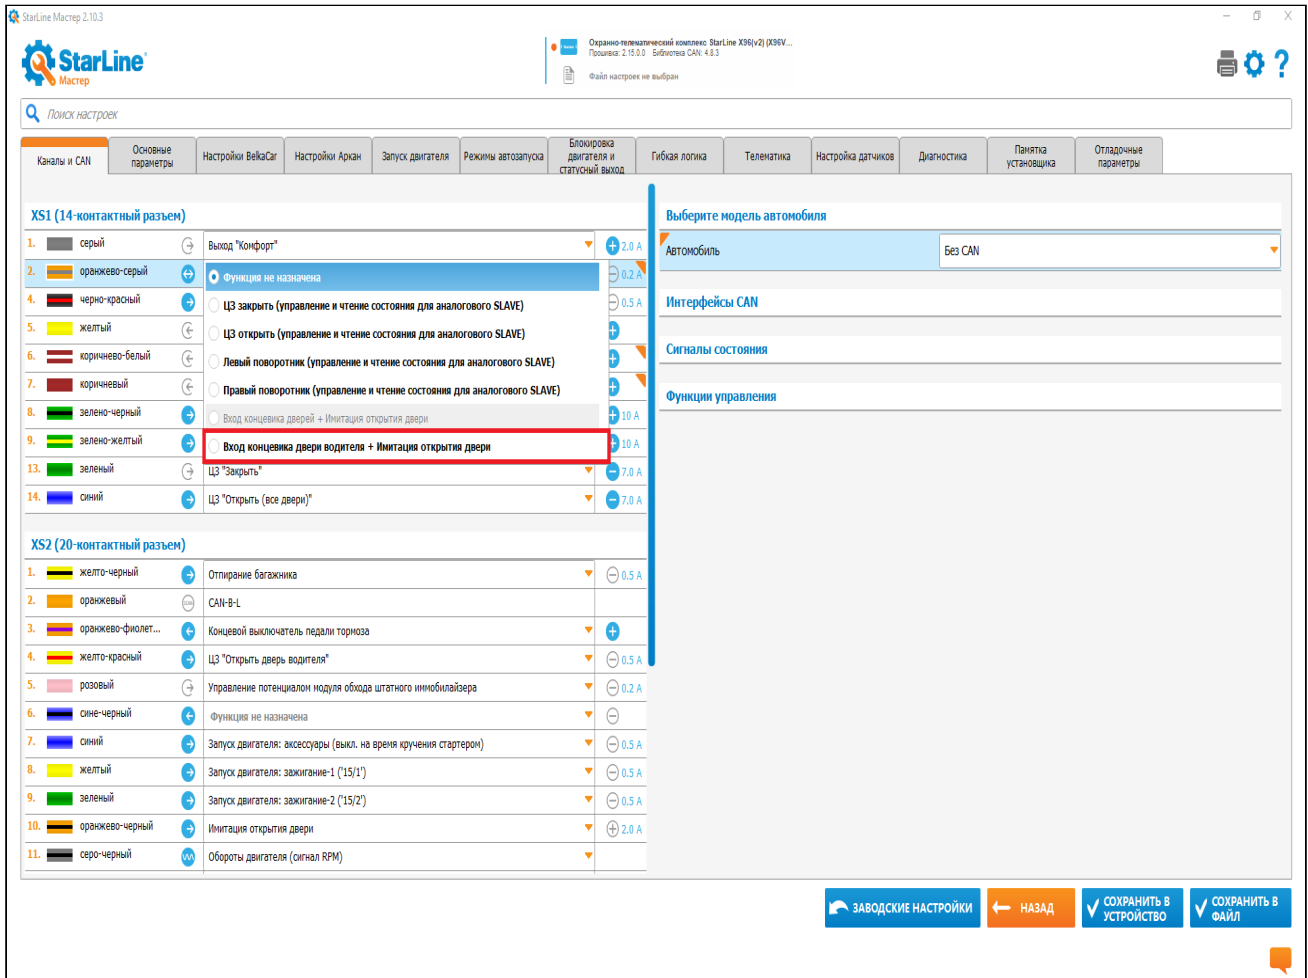 StarLine Мастер 2.10.3
StarLine
Мастер
Охранно-телематический комплекс StarLine X96(v2) (X96V...
Прошивка: 2.15.0.0 Библиотека CAN: 4.8.3
Файл настроек не выбран
Поиск настроек
Каналы и CAN
Основные параметры
Настройки BelkaCar
Настройки Аркан
Запуск двигателя
Режимы автозапуска
Блокировка двигателя и статусный выход
Гибкая логика
Телематика
Настройка датчиков
Диагностика
Памятка установщика
Отладочные параметры
XS1 (14-контактный разъем)
1. серый Выход "Комфорт" 2.0 A
2. оранжево-серый 0.2 A
Функция не назначена
4. черно-красный ЦЗ закрыть (управление и чтение состояния для аналогового SLAVE) 0.5 A
5. желтый ЦЗ открыть (управление и чтение состояния для аналогового SLAVE)
6. коричнево-белый Левый поворотник (управление и чтение состояния для аналогового SLAVE)
7. коричневый Правый поворотник (управление и чтение состояния для аналогового SLAVE)
8. зелено-черный Вход концевика дверей + Имитация открытия двери 10 A
9. зелено-желтый Вход концевика двери водителя + Имитация открытия двери 10 A
13. зеленый ЦЗ "Закрыть" 7.0 A
14. синий ЦЗ "Открыть (все двери)" 7.0 A
XS2 (20-контактный разъем)
1. желто-черный Отпирание багажника 0.5 A
2. оранжевый CAN-B-L
3. оранжево-фиолет... Концевой выключатель педали тормоза
4. желто-красный ЦЗ "Открыть дверь водителя" 0.5 A
5. розовый Управление потенциалом модуля обхода штатного иммобилайзера 0.2 A
6. сине-черный Функция не назначена
7. синий Запуск двигателя: аксессуары (выкл. на время кручения стартером) 0.5 A
8. желтый Запуск двигателя: зажигание-1 ('15/1') 0.5 A
9. зеленый Запуск двигателя: зажигание-2 ('15/2') 0.5 A
10. оранжево-черный Имитация открытия двери 2.0 A
11. серо-черный Обороты двигателя (сигнал RPM)
Выберите модель автомобиля
Автомобиль Без CAN
Интерфейсы CAN
Сигналы состояния
Функции управления
ЗАВОДСКИЕ НАСТРОЙКИ
НАЗАД
СОХРАНИТЬ В УСТРОЙСТВО
СОХРАНИТЬ В ФАЙЛ